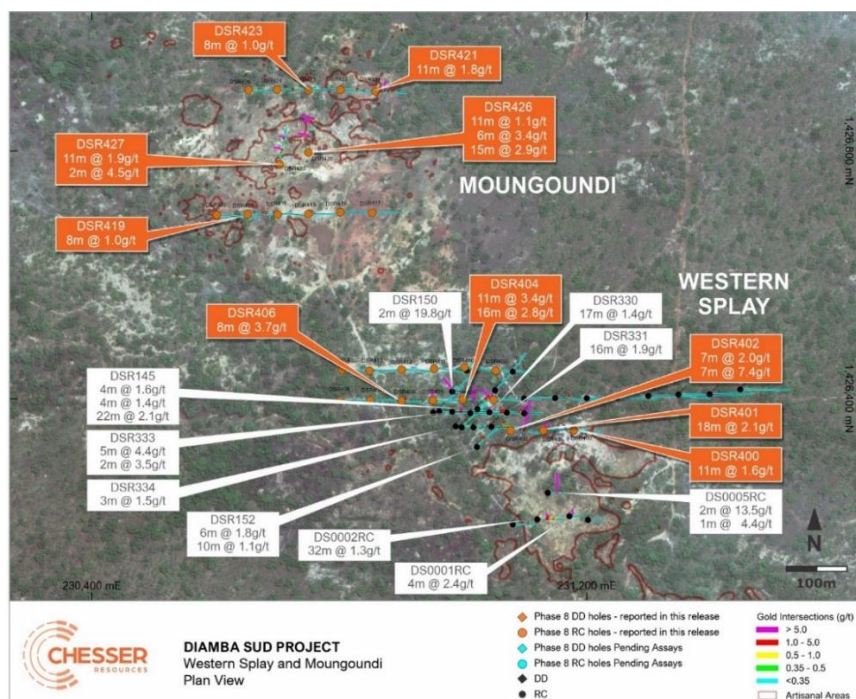 DSR423
8m @ 1.0g/t
DSR421
11m @ 1.8g/t
DSR426
11m @ 1.1g/t
6m @ 3.4g/t
15m @ 2.9g/t
DSR427
11m @ 1.9g/t
2m @ 4.5g/t
1,426,800 mN
MOUNGOUNDI
DSR419
8m @ 1.0g/t
WESTERN
SPLAY
DSR404
11m @ 3.4g/t
16m @ 2.8g/t
DSR150
2m @ 19.8g/t
DSR330
17m @ 1.4g/t
DSR406
8m @ 3.7g/t
DSR331
16m @ 1.9g/t
DSR402
7m @ 2.0g/t
7m @ 7.4g/t
DSR145
4m @ 1.6g/t
4m @ 1.4g/t
22m @ 2.1g/t
1,426,400 mN
DSR401
18m @ 2.1g/t
DSR333
5m @ 4.4g/t
2m @ 3.5g/t
DSR400
11m @ 1.6g/t
DSR334
3m @ 1.5g/t
DS0005RC
2m @ 13.5g/t
1m @ 4.4g/t
DSR152
6m @ 1.8g/t
10m @ 1.1g/t
DS0002RC
32m @ 1.3g/t
DS0001RC
4m @ 2.4g/t
N
100m
230,400 mE
231,200 mE
CHESSER
RESOURCES
DIAMBA SUD PROJECT
Western Splay and Moungoundi
Plan View
Phase 8 DD holes - reported in this release
Phase 8 RC holes - reported in this release
Phase 8 DD holes Pending Assays
Phase 8 RC holes Pending Assays
DD
RC
Gold Intersections (g/t)
> 5.0
1.0 - 5.0
0.5 - 1.0
0.35 - 0.5
<0.35
Artisanal Areas